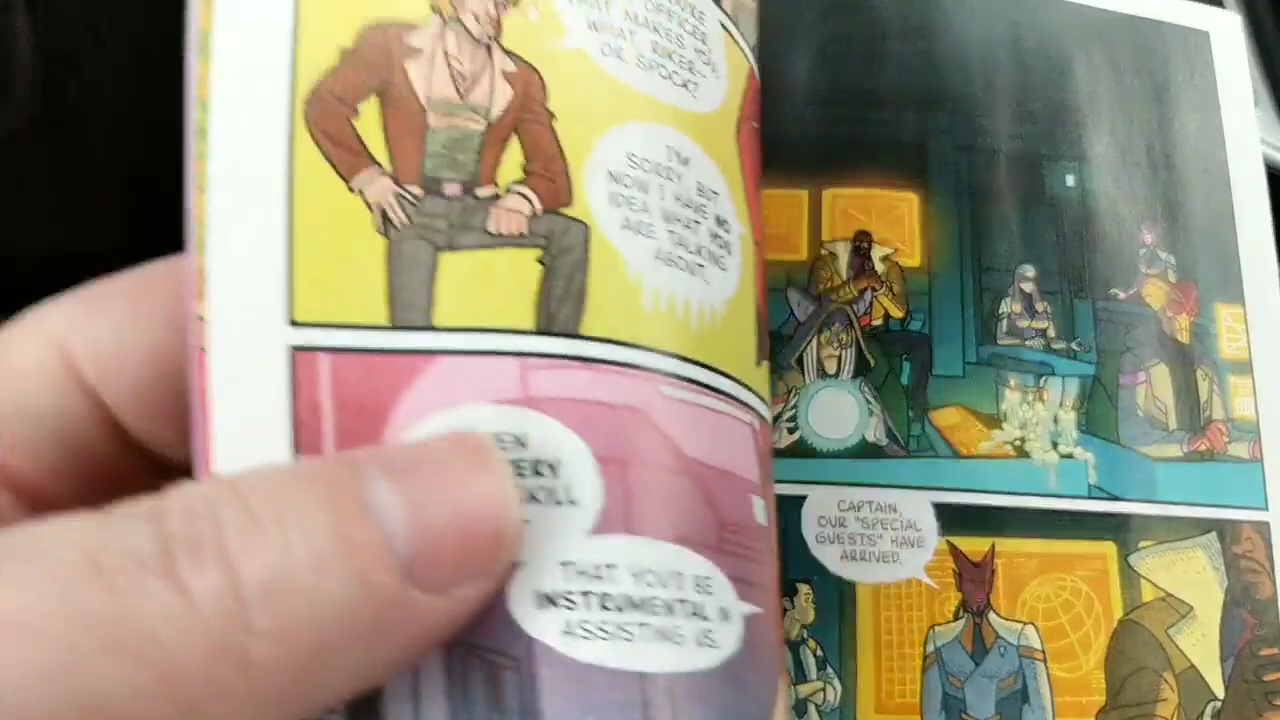 OFFICER.
THAT MAKES YOU,
WHAT, RIKER--
OR SPOCK?
I'M
SORRY, BUT
NOW I HAVE NO
IDEA WHAT YOU
ARE TALKING
ABOUT.
THAT YOU'D BE
INSTRUMENTAL IN
ASSISTING US.
CAPTAIN,
OUR "SPECIAL
GUESTS" HAVE
ARRIVED.